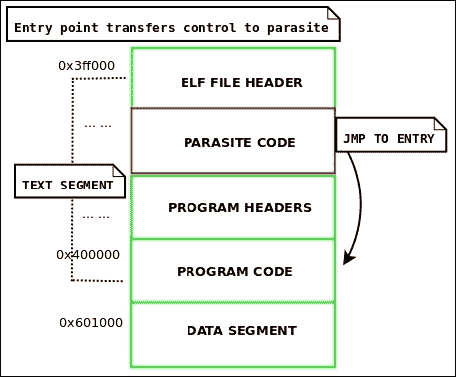 Entry point transfers control to parasite
0x3ff000
ELF FILE HEADER
... ...
PARASITE CODE
JMP TO ENTRY
TEXT SEGMENT
... ...
PROGRAM HEADERS
0x400000
PROGRAM CODE
0x601000
DATA SEGMENT